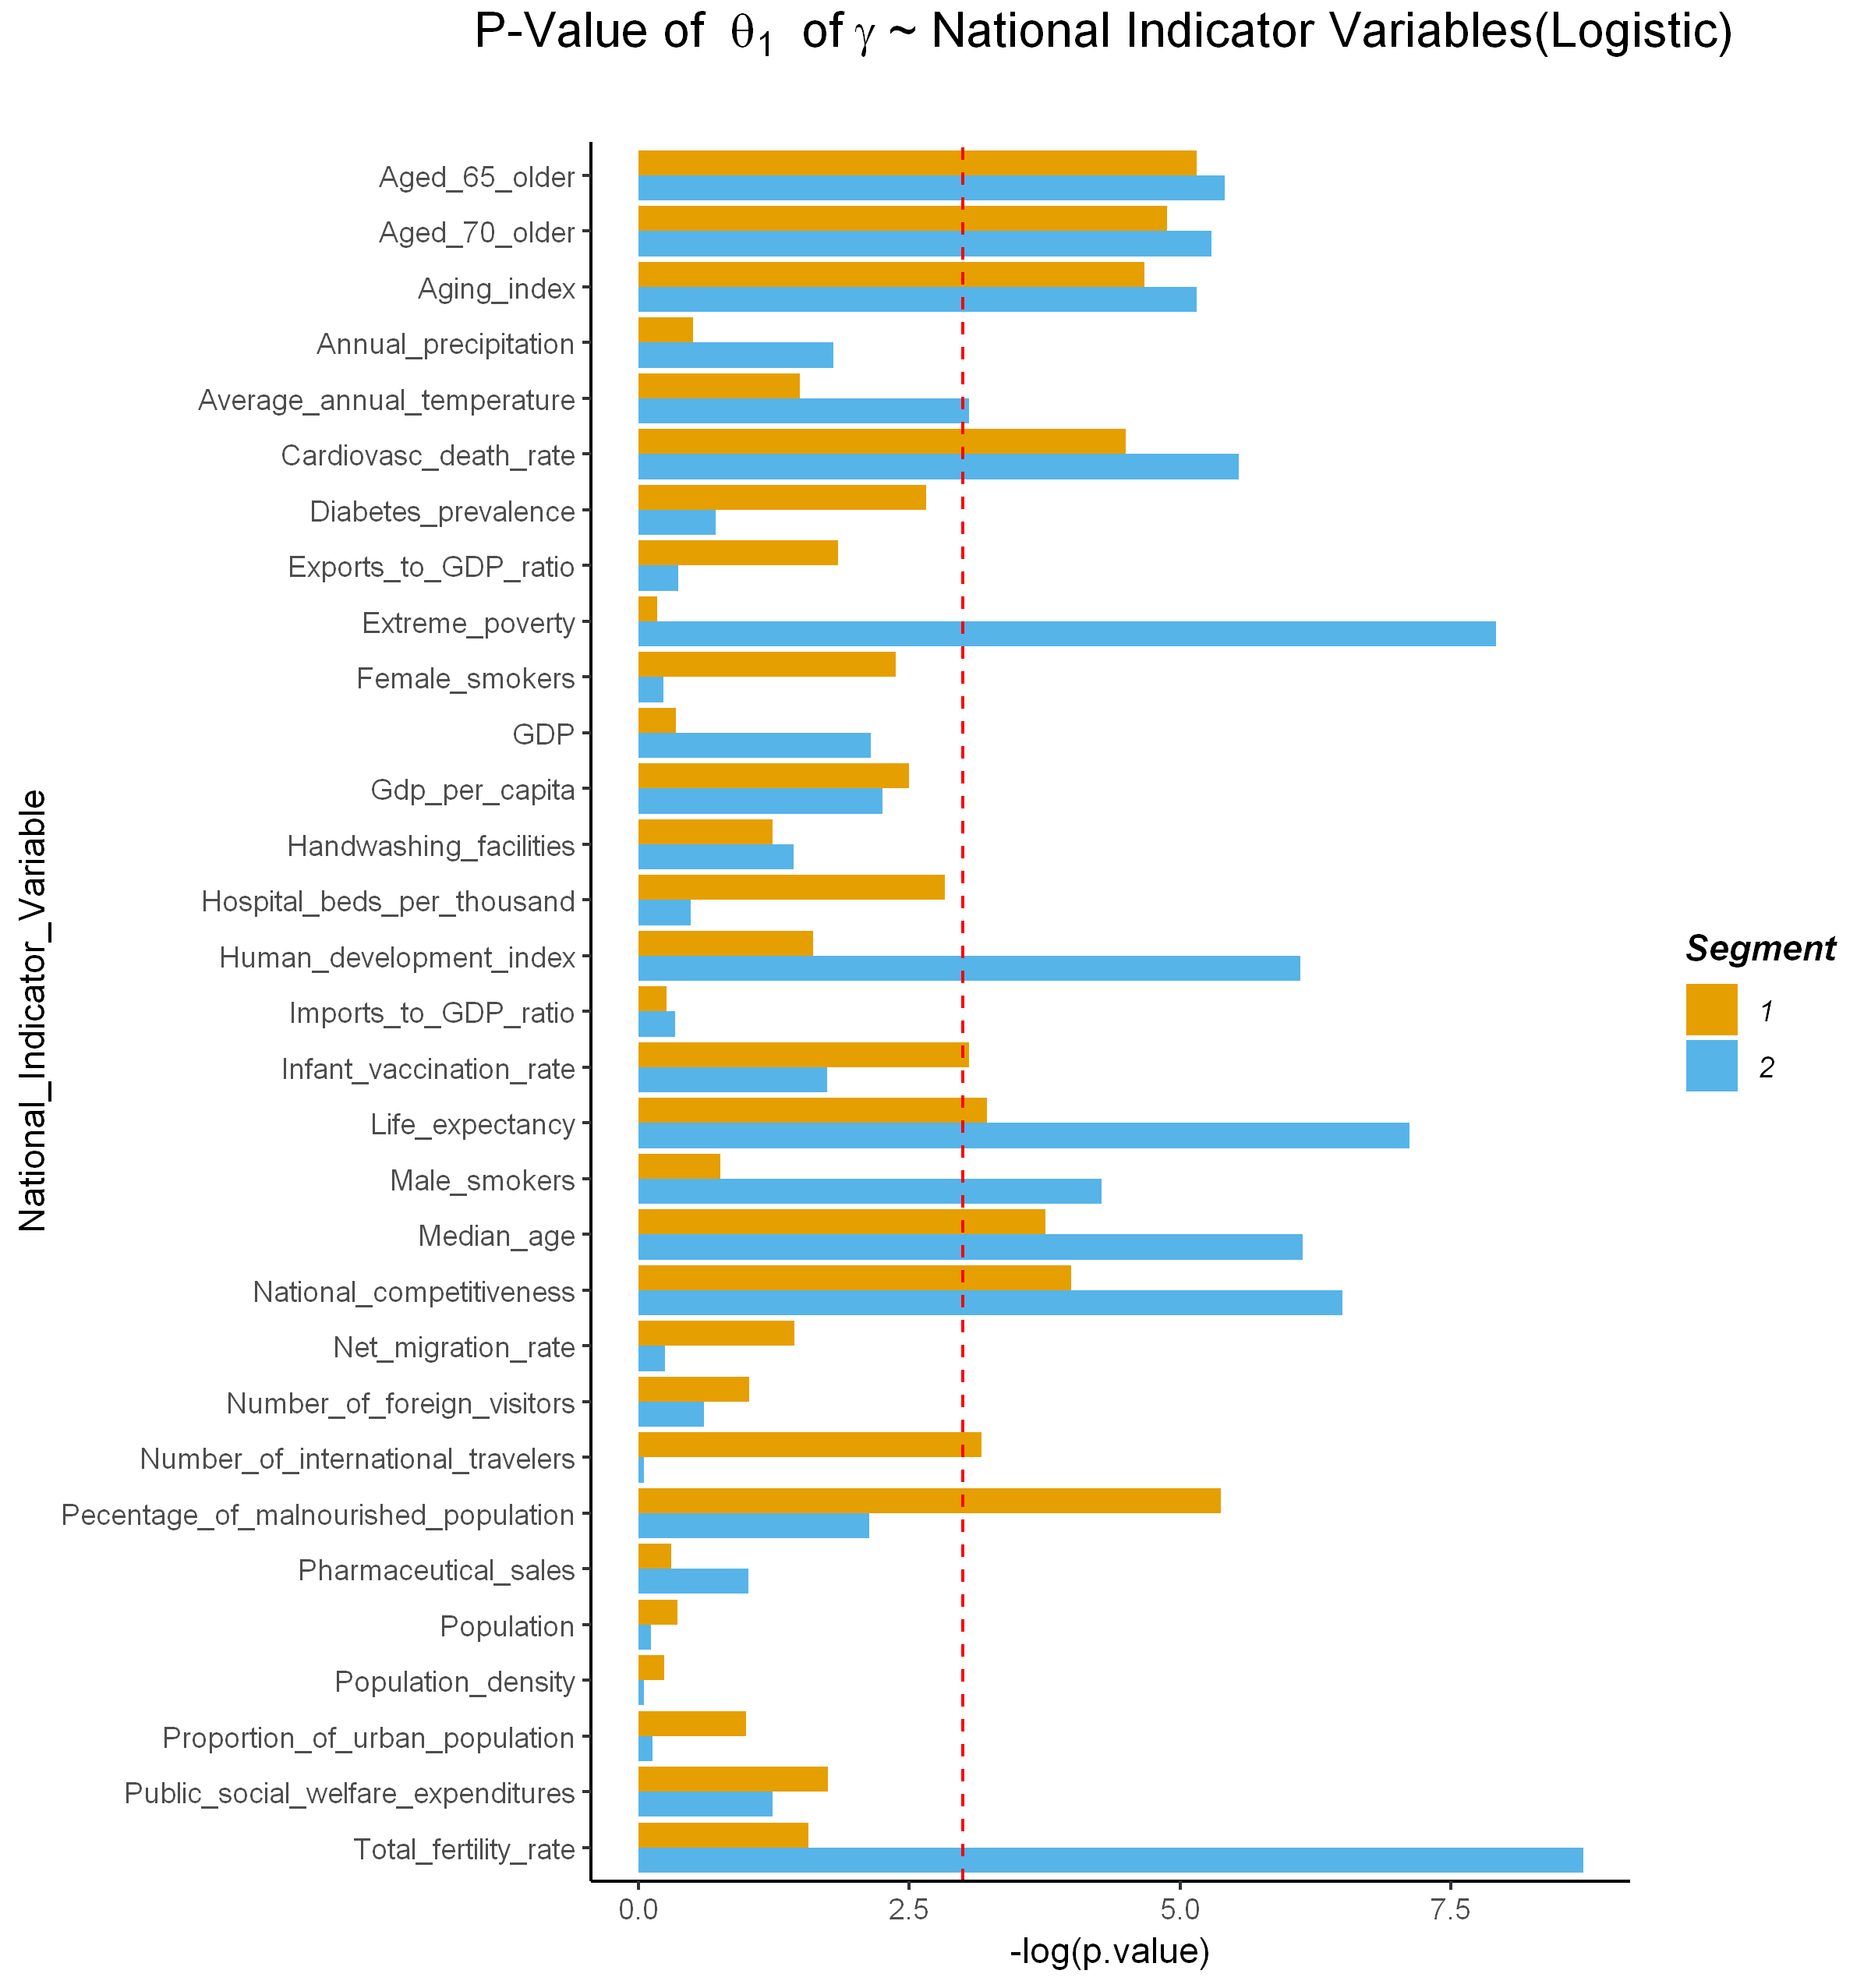 P-Value of θ1 of γ ~ National Indicator Variables(Logistic)
National_Indicator_Variable
Aged_65_older
Aged_70_older
Aging_index
Annual_precipitation
Average_annual_temperature
Cardiovasc_death_rate
Diabetes_prevalence
Exports_to_GDP_ratio
Extreme_poverty
Female_smokers
GDP
Gdp_per_capita
Handwashing_facilities
Hospital_beds_per_thousand
Human_development_index
Imports_to_GDP_ratio
Infant_vaccination_rate
Life_expectancy
Male_smokers
Median_age
National_competitiveness
Net_migration_rate
Number_of_foreign_visitors
Number_of_international_travelers
Pecentage_of_malnourished_population
Pharmaceutical_sales
Population
Population_density
Proportion_of_urban_population
Public_social_welfare_expenditures
Total_fertility_rate
0.0 2.5 5.0 7.5
-log(p.value)
Segment
1
2